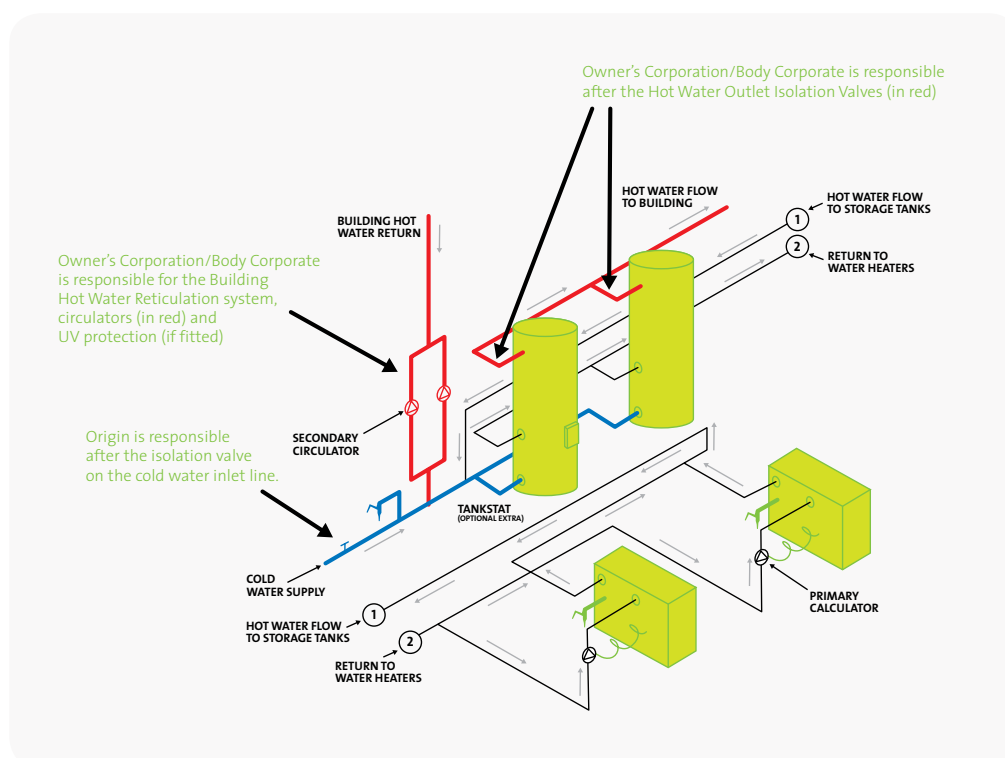 Owner's Corporation/Body Corporate is responsible
after the Hot Water Outlet Isolation Valves (in red)
HOT WATER FLOW
TO BUILDING
HOT WATER FLOW
TO STORAGE TANKS
1
2
RETURN TO
WATER HEATERS
BUILDING HOT
WATER RETURN
Owner's Corporation/Body Corporate
is responsible for the Building
Hot Water Reticulation system,
circulators (in red) and
UV protection (if fitted)
SECONDARY
CIRCULATOR
Origin is responsible
after the isolation valve
on the cold water inlet line.
TANKSTAT
(OPTIONAL EXTRA)
COLD
WATER SUPPLY
PRIMARY
CALCULATOR
HOT WATER FLOW
TO STORAGE TANKS
1
2
RETURN TO
WATER HEATERS